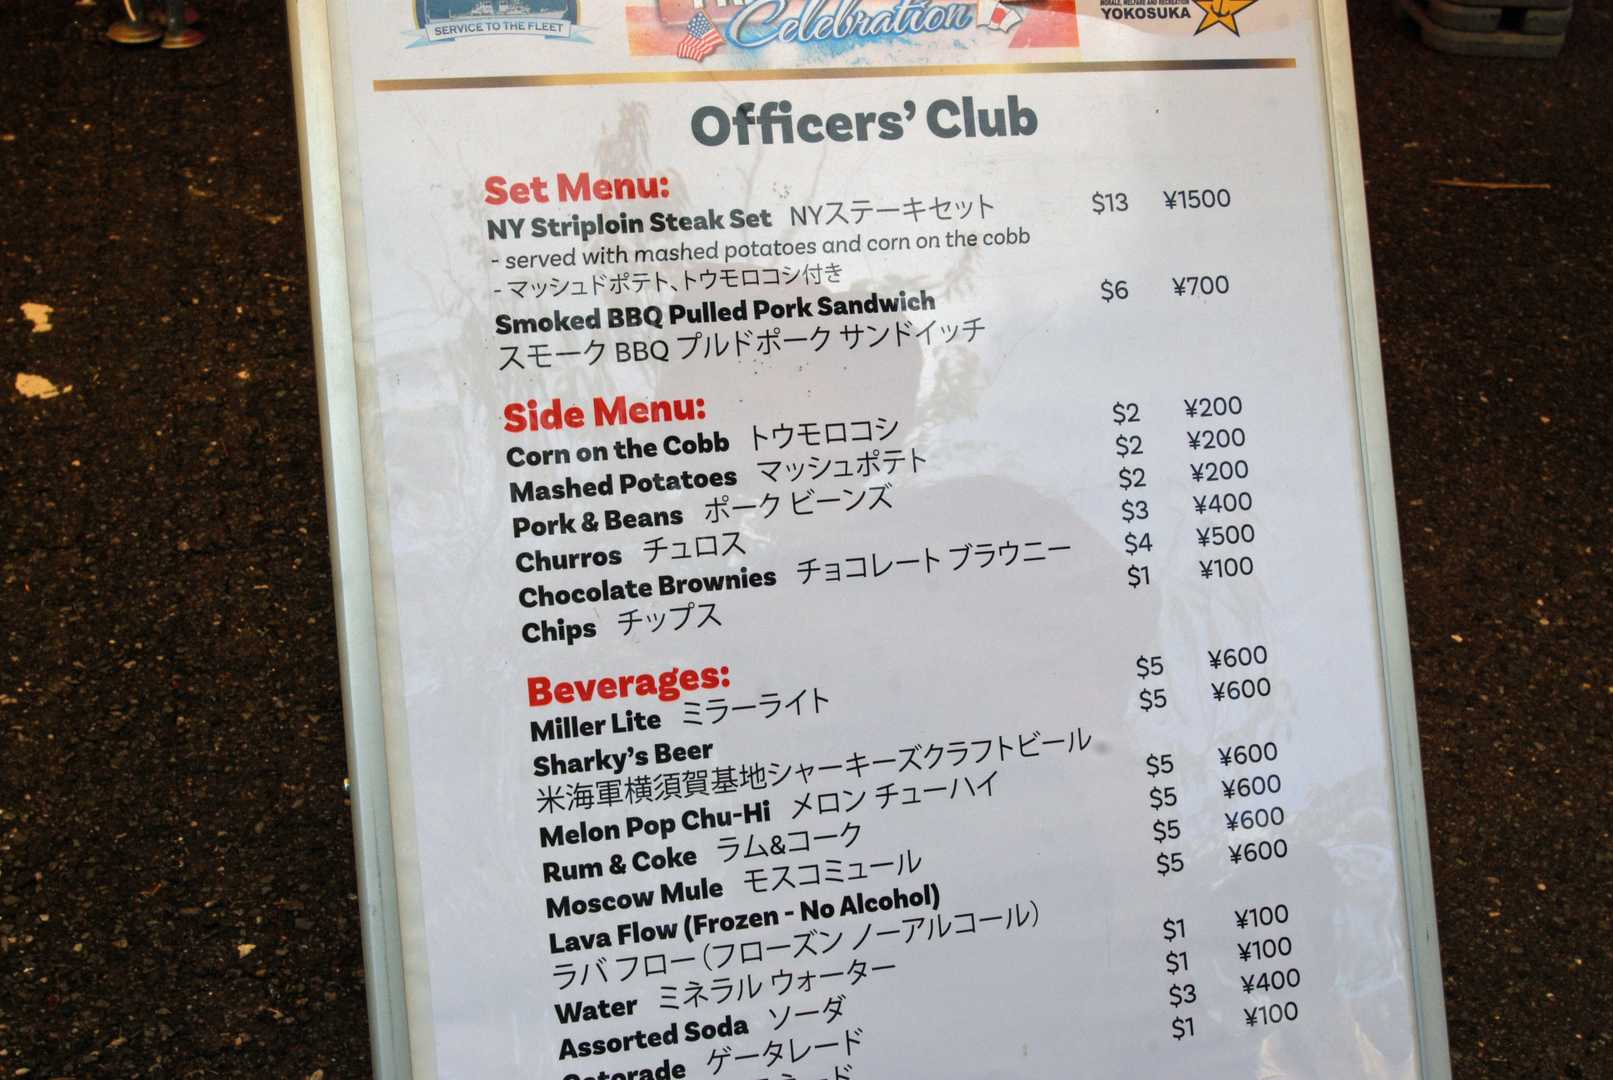 SERVICE TO THE FLEET
Celebration
MORALE, WELFARE AND RECREATION
YOKOSUKA
Officers' Club
Set Menu:
NY Striploin Steak Set NYステーキセット $13 ¥1500
- served with mashed potatoes and corn on the cobb
- マッシュドポテト、トウモロコシ付き
Smoked BBQ Pulled Pork Sandwich $6 ¥700
スモーク BBQ プルドポーク サンドイッチ
Side Menu:
Corn on the Cobb トウモロコシ $2 ¥200
Mashed Potatoes マッシュポテト $2 ¥200
Pork & Beans ポーク ビーンズ $2 ¥200
Churros チュロス $3 ¥400
Chocolate Brownies チョコレート ブラウニー $4 ¥500
Chips チップス $1 ¥100
Beverages:
Miller Lite ミラーライト $5 ¥600
Sharky's Beer $5 ¥600
米海軍横須賀基地シャーキーズクラフトビール
Melon Pop Chu-Hi メロン チューハイ $5 ¥600
Rum & Coke ラム&コーク $5 ¥600
Moscow Mule モスコミュール $5 ¥600
Lava Flow (Frozen - No Alcohol) $5 ¥600
ラバ フロー（フローズン ノーアルコール）
Water ミネラル ウォーター $1 ¥100
Assorted Soda ソーダ $1 ¥100
Gatorade ゲータレード $3 ¥400
$1 ¥100